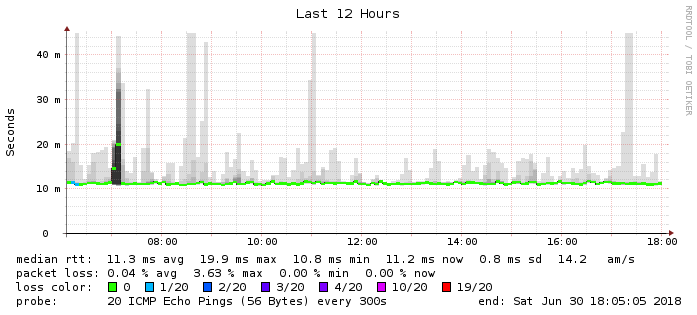 Last 12 Hours
RRDTOOL / TOBI OETIKER
Seconds
40 m
30 m
20 m
10 m
0
08:00 10:00 12:00 14:00 16:00 18:00
median rtt: 11.3 ms avg 19.9 ms max 10.8 ms min 11.2 ms now 0.8 ms sd 14.2 am/s
packet loss: 0.04 % avg 3.63 % max 0.00 % min 0.00 % now
loss color: 0 1/20 2/20 3/20 4/20 10/20 19/20
probe: 20 ICMP Echo Pings (56 Bytes) every 300s end: Sat Jun 30 18:05:05 2018